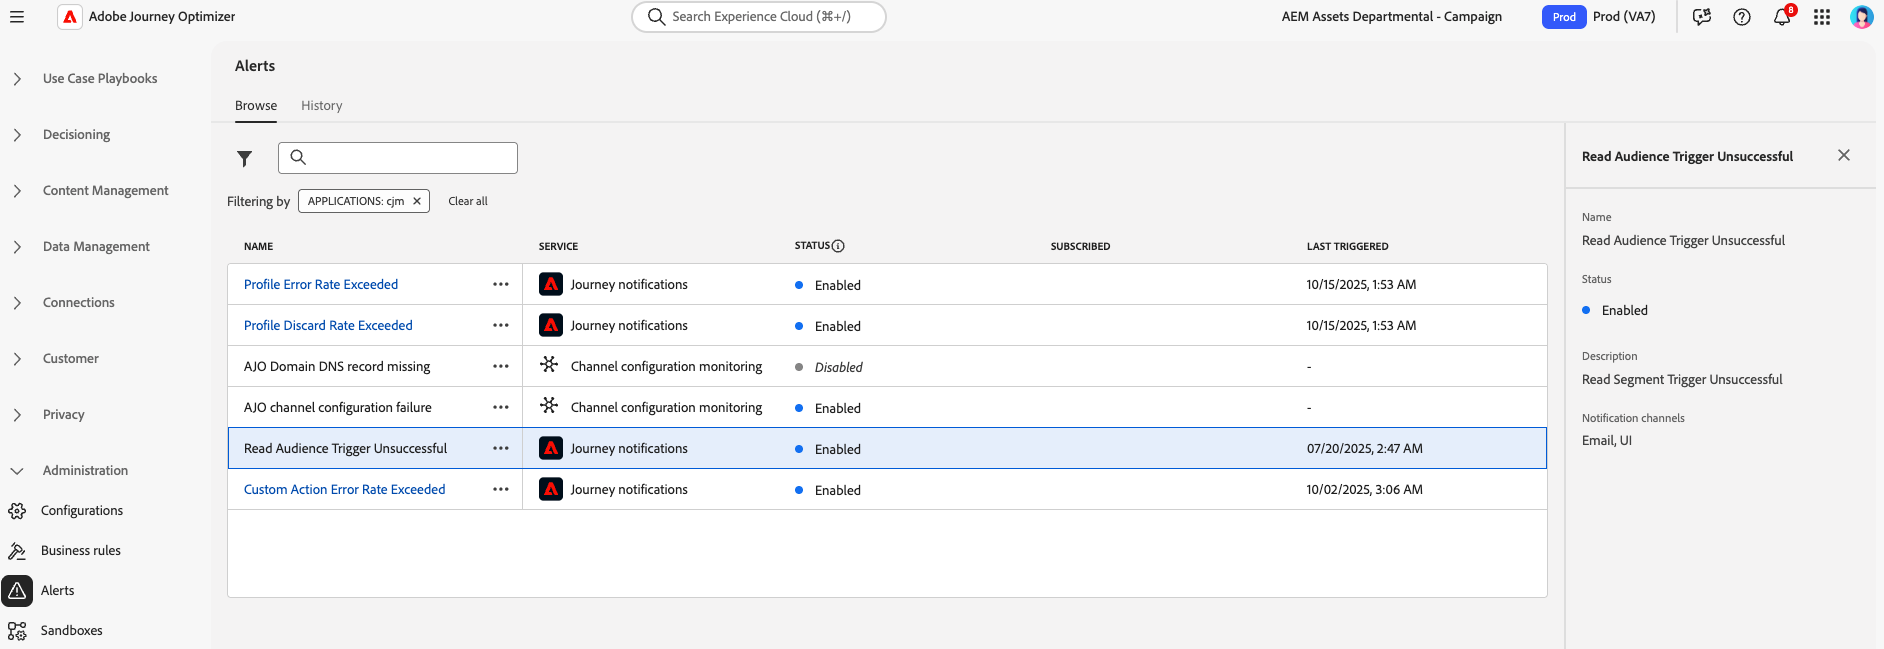 Adobe Journey Optimizer
Search Experience Cloud (⌘+/)
AEM Assets Departmental - Campaign
Prod
Prod (VA7)
8
Use Case Playbooks
Decisioning
Content Management
Data Management
Connections
Customer
Privacy
Administration
Configurations
Business rules
Alerts
Sandboxes
Alerts
Browse
History
Filtering by
APPLICATIONS: cjm
Clear all
NAME SERVICE STATUS SUBSCRIBED LAST TRIGGERED
Profile Error Rate Exceeded Journey notifications Enabled 10/15/2025, 1:53 AM
Profile Discard Rate Exceeded Journey notifications Enabled 10/15/2025, 1:53 AM
AJO Domain DNS record missing Channel configuration monitoring Disabled -
AJO channel configuration failure Channel configuration monitoring Enabled -
Read Audience Trigger Unsuccessful Journey notifications Enabled 07/20/2025, 2:47 AM
Custom Action Error Rate Exceeded Journey notifications Enabled 10/02/2025, 3:06 AM
Read Audience Trigger Unsuccessful
Name
Read Audience Trigger Unsuccessful
Status
Enabled
Description
Read Segment Trigger Unsuccessful
Notification channels
Email, UI